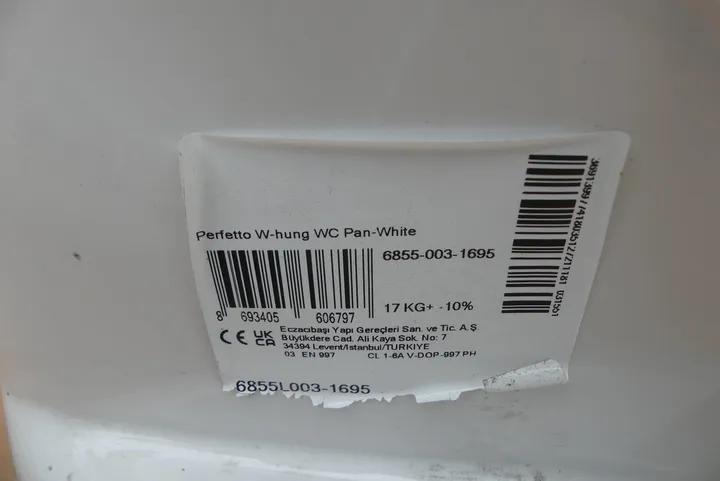 Perfetto W-hung WC Pan-White
6855-003-1695
8 693405 606797
17 KG+ -10%
CE UK CA
Eczacıbaşı Yapı Gereçleri San. ve Tic. A.Ş.
Büyükdere Cad. Ali Kaya Sok. No: 7
34394 Levent/İstanbul/TÜRKIYE
03 EN 997 CL 1-6A V-DOP-997 PH
6855L003-1695